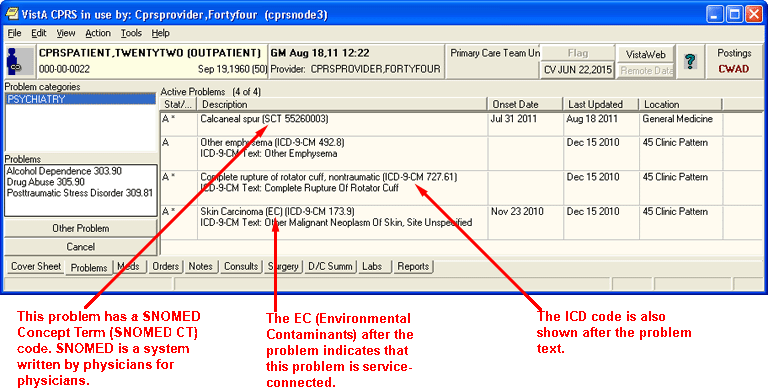 VistA CPRS in use by: Cprsprovider,Fortyfour (cprsnode3)
File Edit View Action Tools Help
CPRSPATIENT,TWENTYTWO (OUTPATIENT) GM Aug 18,11 12:22 Primary Care Team Un Flag VistaWeb ? Postings
000-00-0022 Sep 19,1960 (50) Provider: CPRSPROVIDER,FORTYFOUR CV JUN 22,2015 Remote Data CWAD
Problem categories
PSYCHIATRY
Problems
Alcohol Dependence 303.90
Drug Abuse 305.90
Posttraumatic Stress Disorder 309.81
Other Problem
Cancel
Active Problems (4 of 4)
Stat/... Description Onset Date Last Updated Location
A * Calcaneal spur (SCT 55260003) Jul 31 2011 Aug 18 2011 General Medicine
A Other emphysema (ICD-9-CM 492.8) Dec 15 2010 45 Clinic Pattern
ICD-9-CM Text: Other Emphysema
A * Complete rupture of rotator cuff, nontraumatic (ICD-9-CM 727.61) Dec 15 2010 45 Clinic Pattern
ICD-9-CM Text: Complete Rupture Of Rotator Cuff
A * Skin Carcinoma (EC) (ICD-9-CM 173.9) Nov 23 2010 Dec 15 2010 45 Clinic Pattern
ICD-9-CM Text: Other Malignant Neoplasm Of Skin, Site Unspecified
Cover Sheet Problems Meds Orders Notes Consults Surgery D/C Summ Labs Reports
This problem has a SNOMED
Concept Term (SNOMED CT)
code. SNOMED is a system
written by physicians for
physicians.
The EC (Environmental
Contaminants) after the
problem indicates that
this problem is service-
connected.
The ICD code is also
shown after the problem
text.